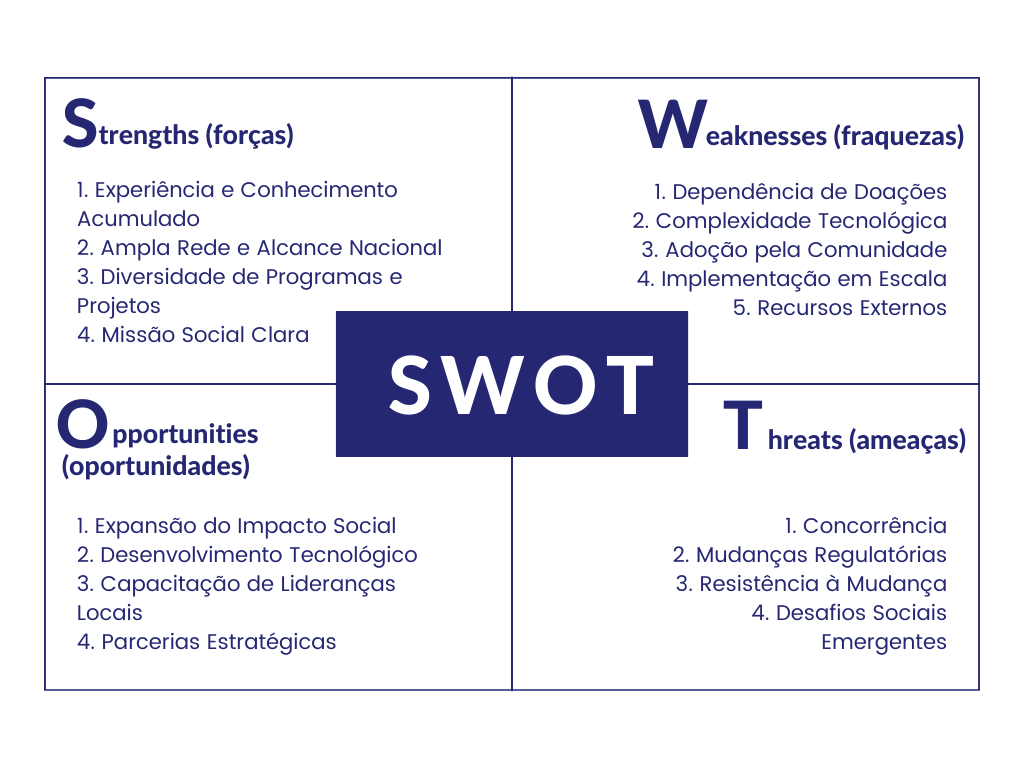 Strengths (forças)
1. Experiência e Conhecimento
Acumulado
2. Ampla Rede e Alcance Nacional
3. Diversidade de Programas e
Projetos
4. Missão Social Clara
Weaknesses (fraquezas)
1. Dependência de Doações
2. Complexidade Tecnológica
3. Adoção pela Comunidade
4. Implementação em Escala
5. Recursos Externos
SWOT
Opportunities
(oportunidades)
1. Expansão do Impacto Social
2. Desenvolvimento Tecnológico
3. Capacitação de Lideranças
Locais
4. Parcerias Estratégicas
Threats (ameaças)
1. Concorrência
2. Mudanças Regulatórias
3. Resistência à Mudança
4. Desafios Sociais
Emergentes